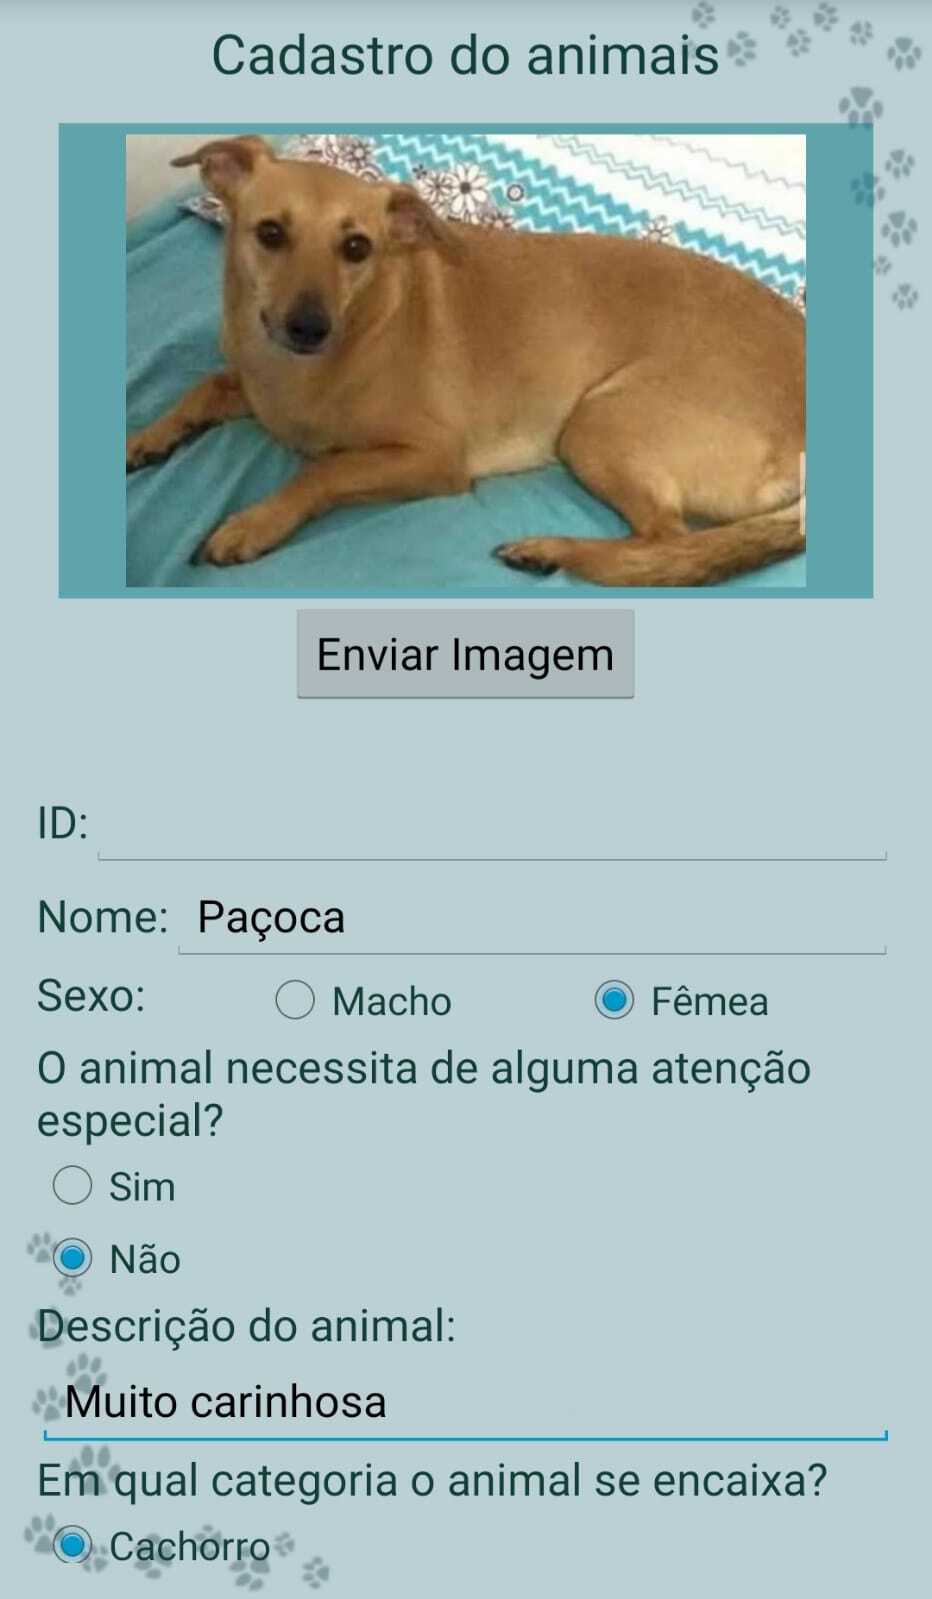 Cadastro do animais
Enviar Imagem
ID:
Nome: Paçoca
Sexo: Macho Fêmea
O animal necessita de alguma atenção
especial?
Sim
Não
Descrição do animal:
Muito carinhosa
Em qual categoria o animal se encaixa?
Cachorro